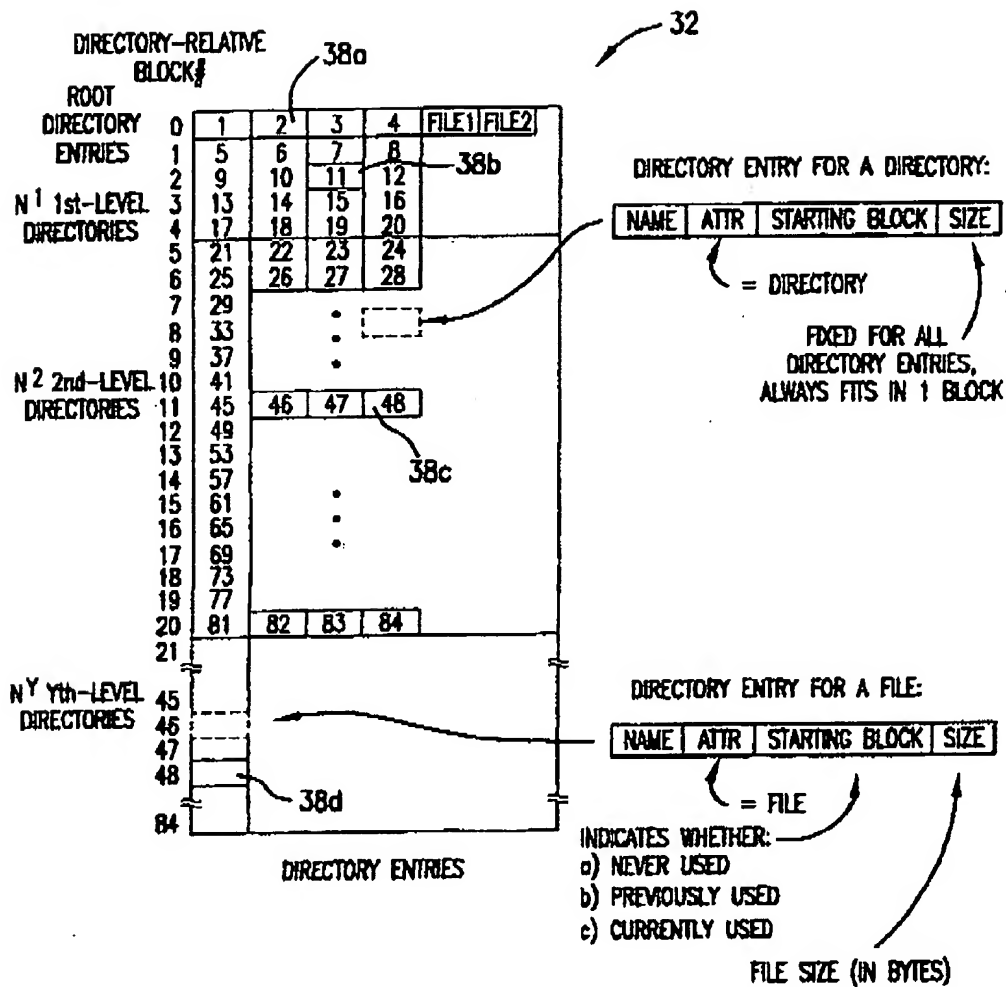 32
DIRECTORY-RELATIVE
BLOCK#
38a
ROOT
DIRECTORY
ENTRIES
0 1 2 3 4 FILE1 FILE2
1 5 6 7 8
38b
2 9 10 11 12
N1 1st-LEVEL
DIRECTORIES
3 13 14 15 16
4 17 18 19 20
5 21 22 23 24
6 25 26 27 28
7 29
8 33
9 37
N2 2nd-LEVEL
DIRECTORIES
10 41
11 45 46 47 48
38c
12 49
13 53
14 57
15 61
16 65
17 69
18 73
19 77
20 81 82 83 84
21
NY Yth-LEVEL
DIRECTORIES
45
46
47
48
38d
84
DIRECTORY ENTRIES
DIRECTORY ENTRY FOR A DIRECTORY:
NAME ATTR STARTING BLOCK SIZE
= DIRECTORY
FIXED FOR ALL
DIRECTORY ENTRIES,
ALWAYS FITS IN 1 BLOCK
DIRECTORY ENTRY FOR A FILE:
NAME ATTR STARTING BLOCK SIZE
= FILE
INDICATES WHETHER:
a) NEVER USED
b) PREVIOUSLY USED
c) CURRENTLY USED
FILE SIZE (IN BYTES)